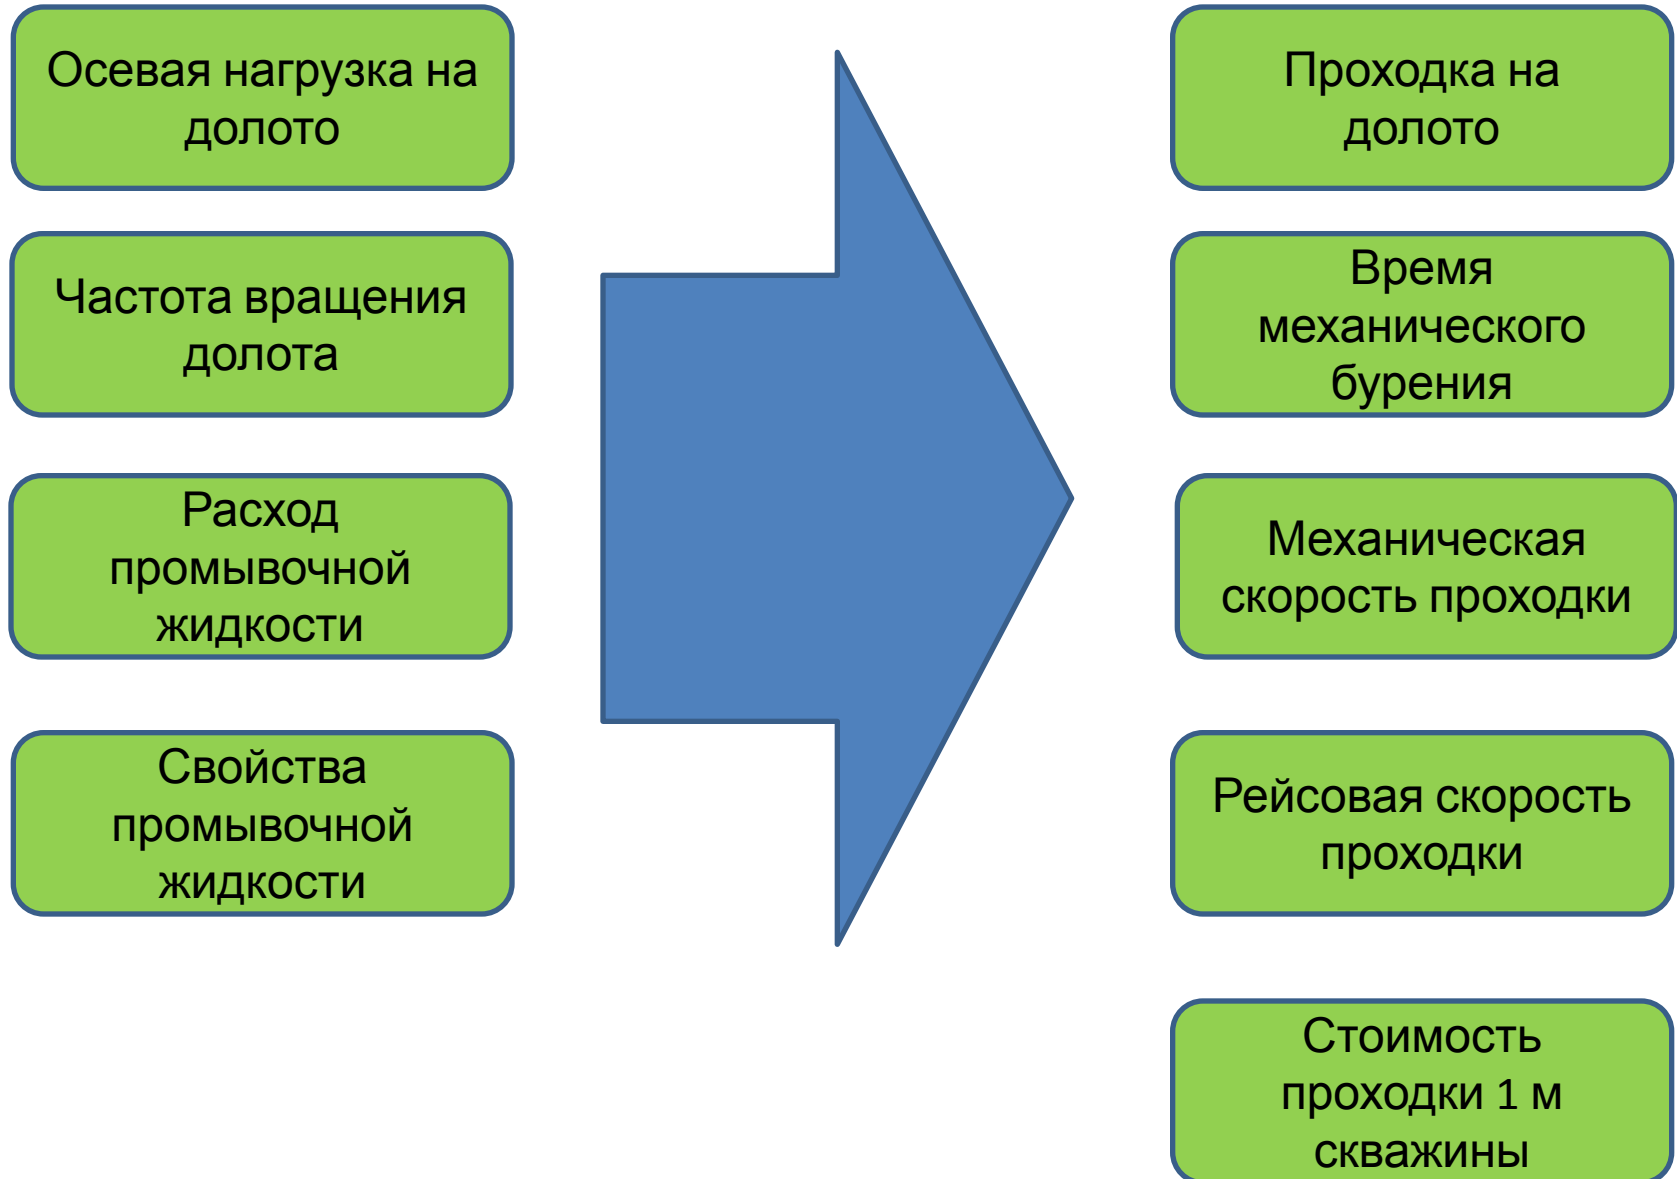 Осевая нагрузка на
долото
Частота вращения
долота
Расход
промывочной
жидкости
Свойства
промывочной
жидкости
Проходка на
долото
Время
механического
бурения
Механическая
скорость проходки
Рейсовая скорость
проходки
Стоимость
проходки 1 м
скважины